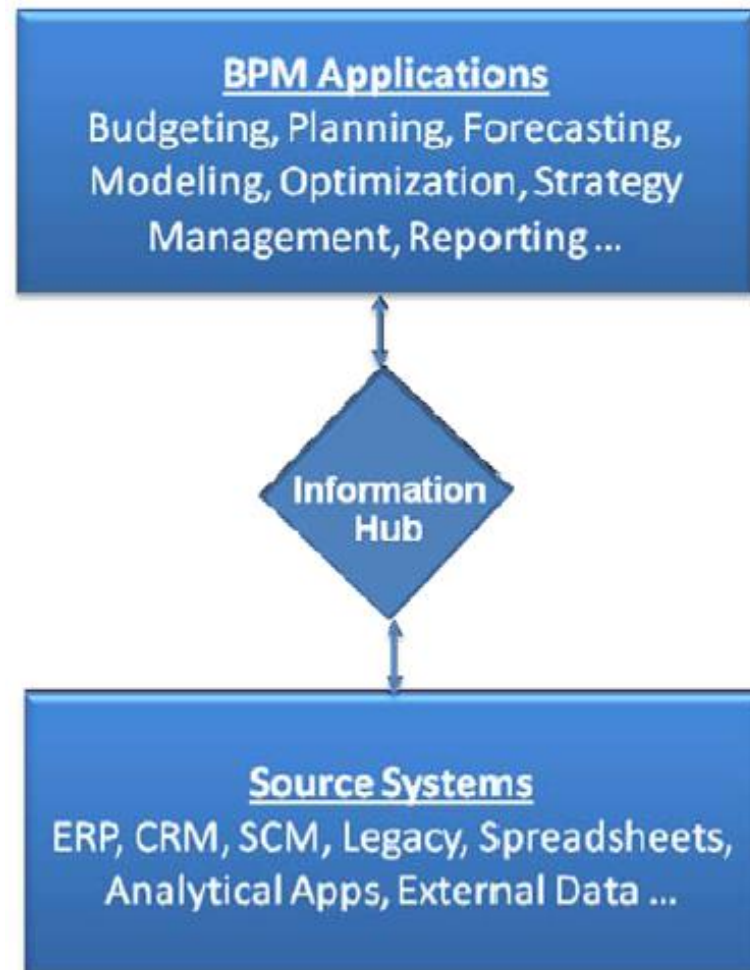 BPM Applications
Budgeting, Planning, Forecasting,
Modeling, Optimization, Strategy
Management, Reporting ...
Information
Hub
Source Systems
ERP, CRM, SCM, Legacy, Spreadsheets,
Analytical Apps, External Data ...